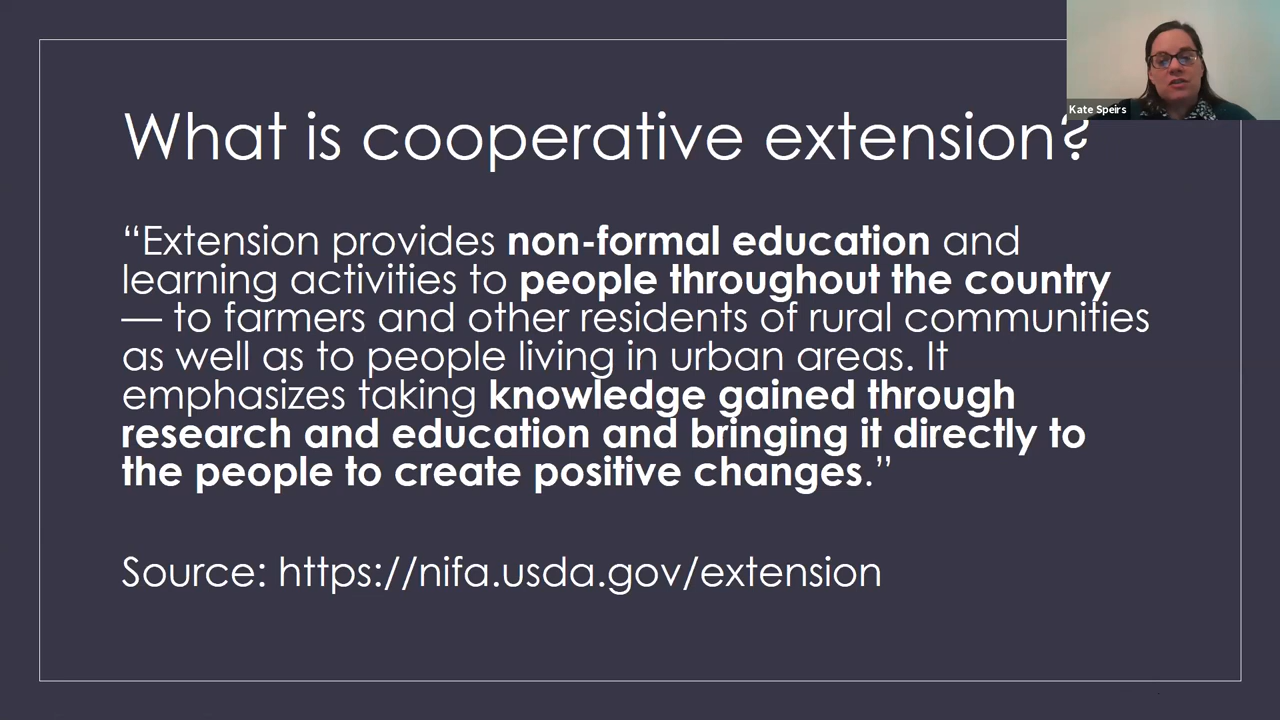 What is cooperative extension?
Kate Speirs
“Extension provides non-formal education and
learning activities to people throughout the country
— to farmers and other residents of rural communities
as well as to people living in urban areas. It
emphasizes taking knowledge gained through
research and education and bringing it directly to
the people to create positive changes.”
Source: https://nifa.usda.gov/extension